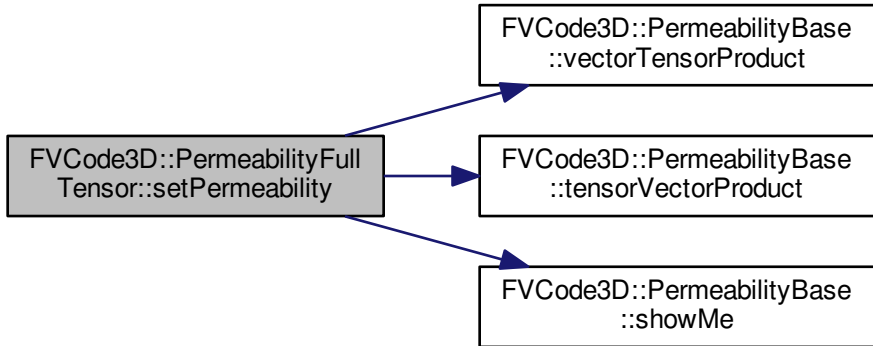 FVCode3D::PermeabilityBase
::vectorTensorProduct
FVCode3D::PermeabilityFull
Tensor::setPermeability
FVCode3D::PermeabilityBase
::tensorVectorProduct
FVCode3D::PermeabilityBase
::showMe